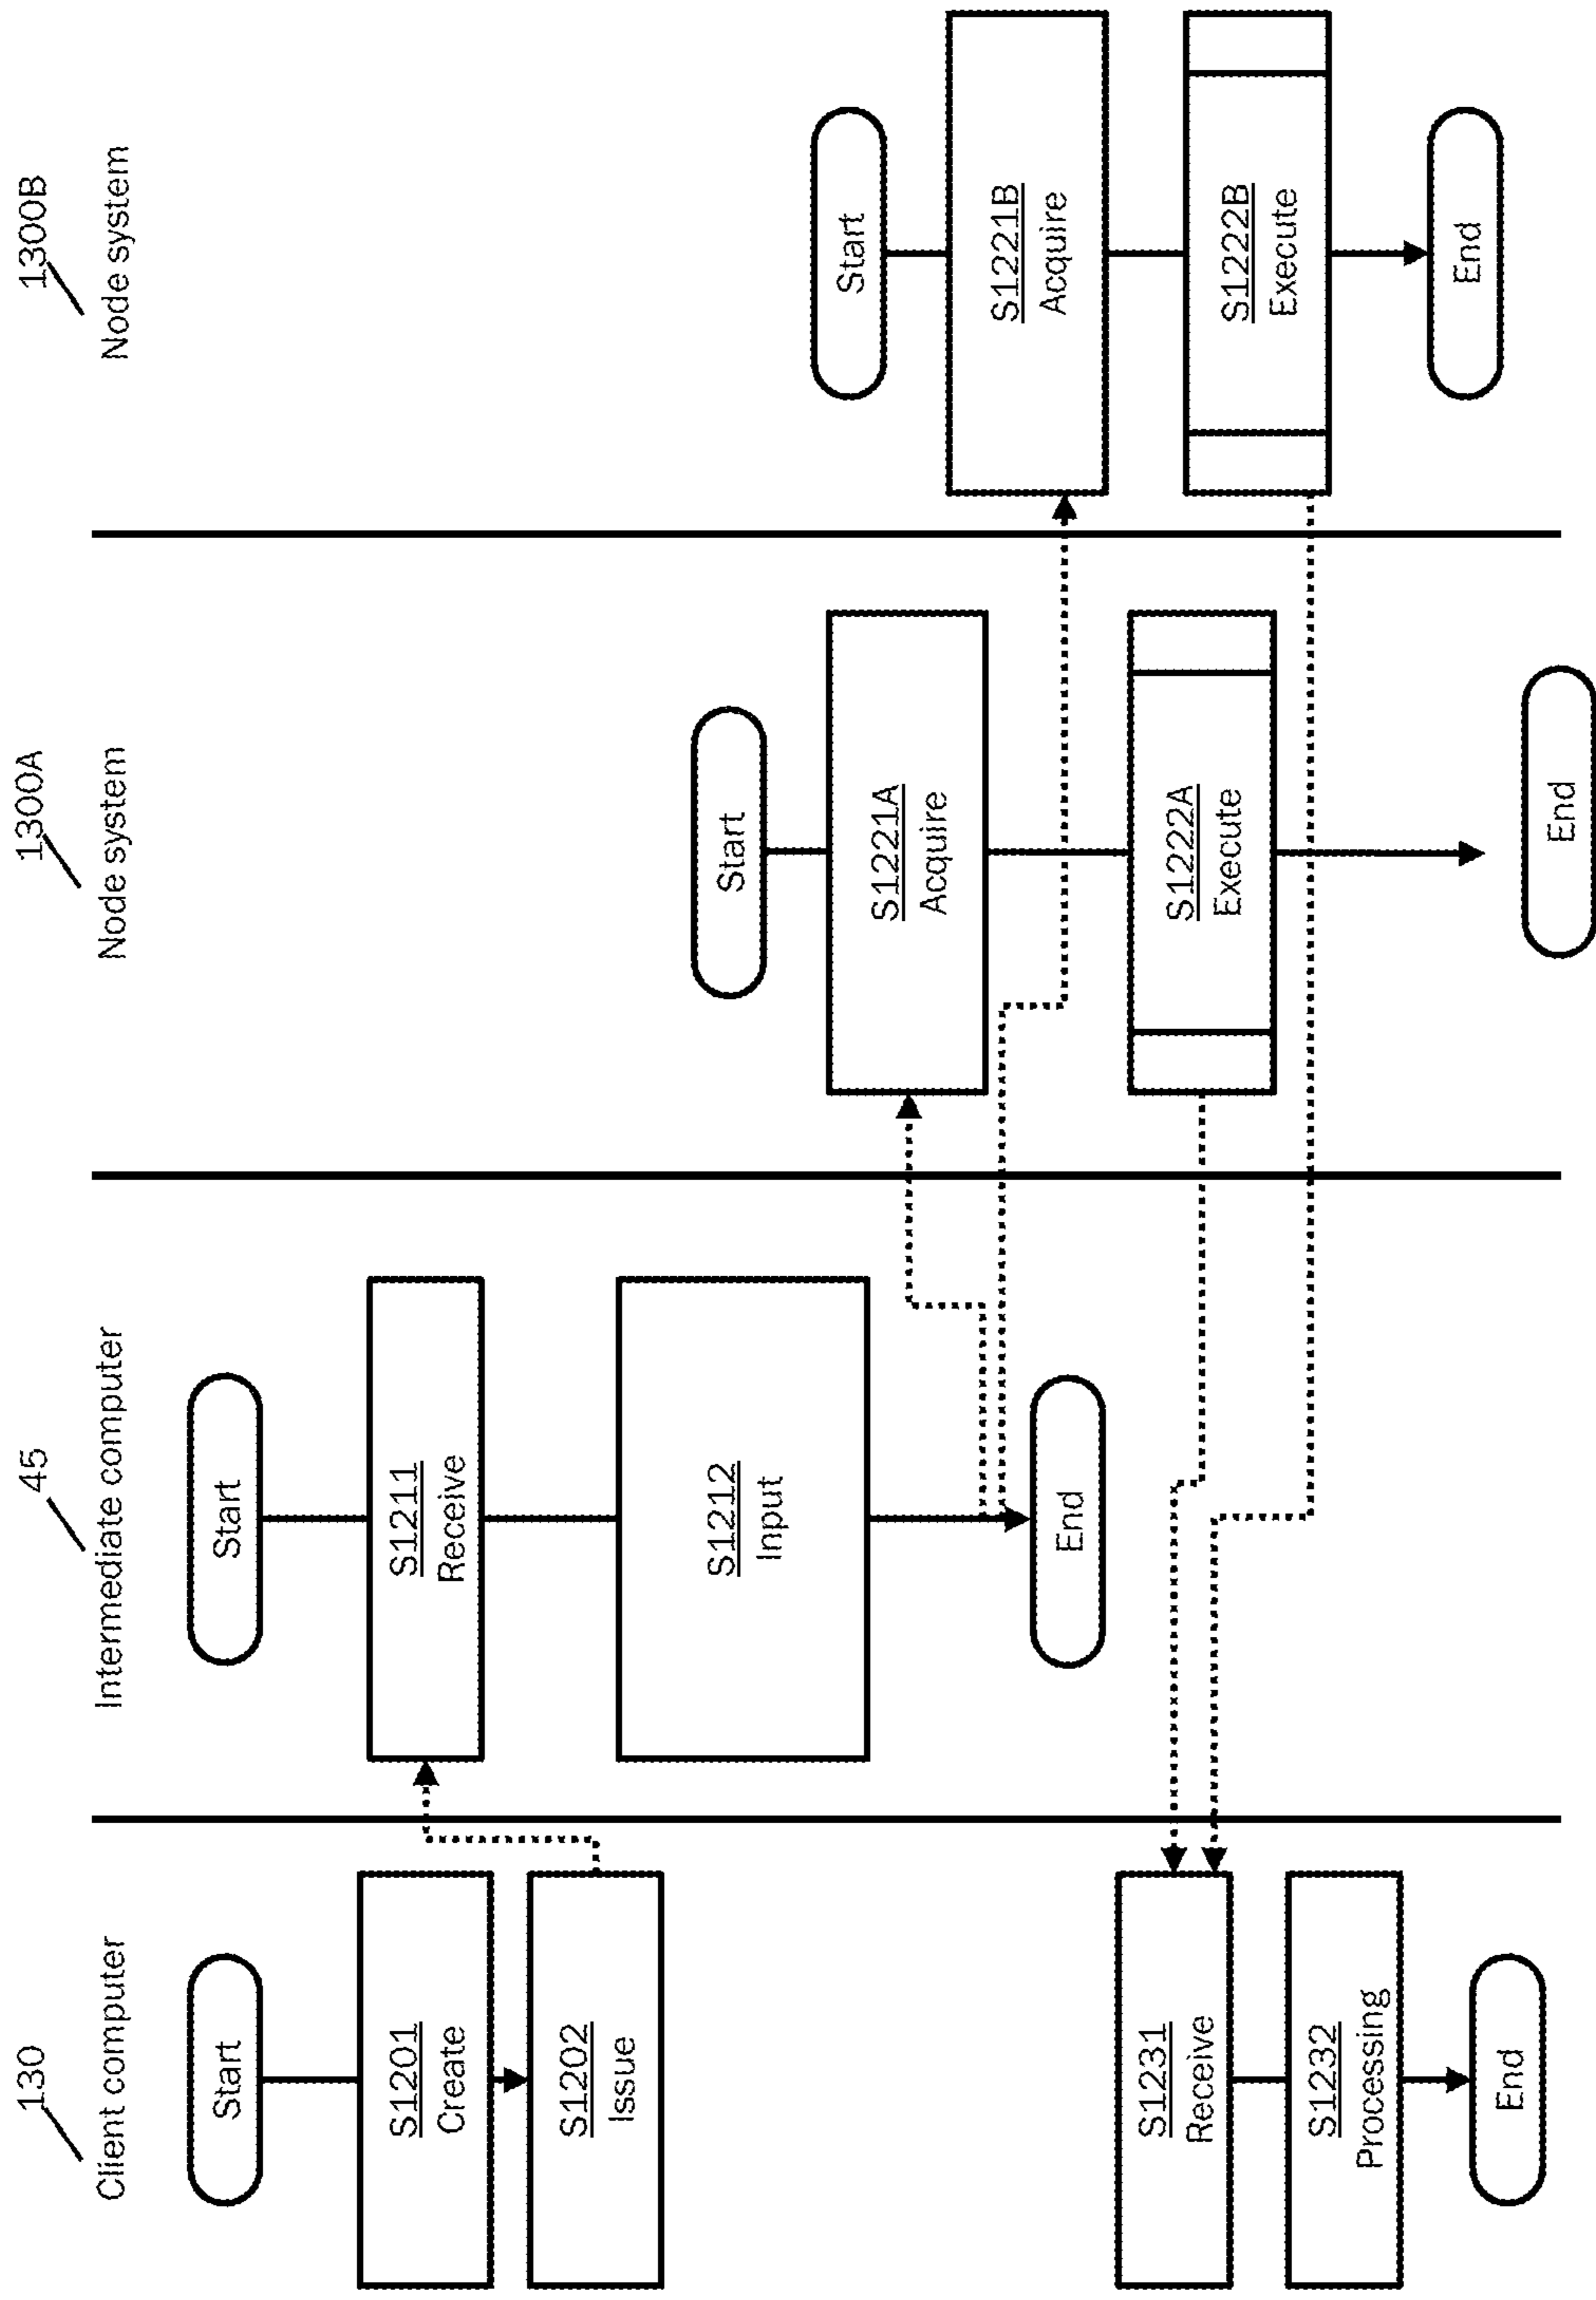 130
Client computer
Start
S1201
Create
S1202
Issue
S1231
Receive
S1232
Processing
End
45
Intermediate computer
Start
S1211
Receive
S1212
Input
End
1300A
Node system
Start
S1221A
Acquire
S1222A
Execute
End
1300B
Node system
Start
S1221B
Acquire
S1222B
Execute
End